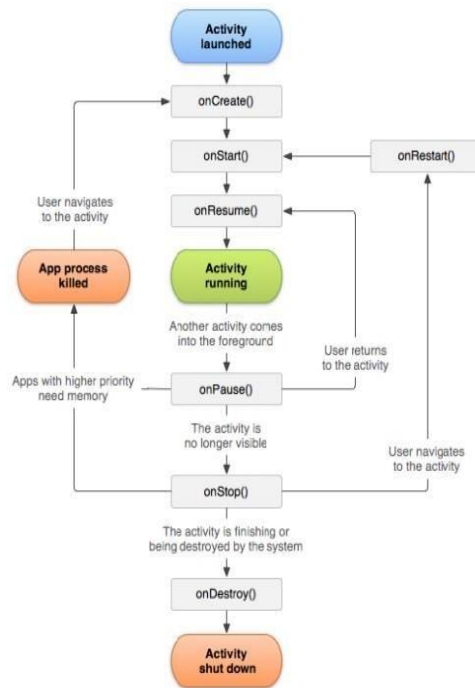 Activity
launched
onCreate()
onStart()
onRestart()
User navigates
to the activity
onResume()
App process
killed
Activity
running
Another activity comes
into the foreground
User returns
to the activity
Apps with higher priority
need memory
onPause()
The activity is
no longer visible
User navigates
to the activity
onStop()
The activity is finishing or
being destroyed by the system
onDestroy()
Activity
shut down